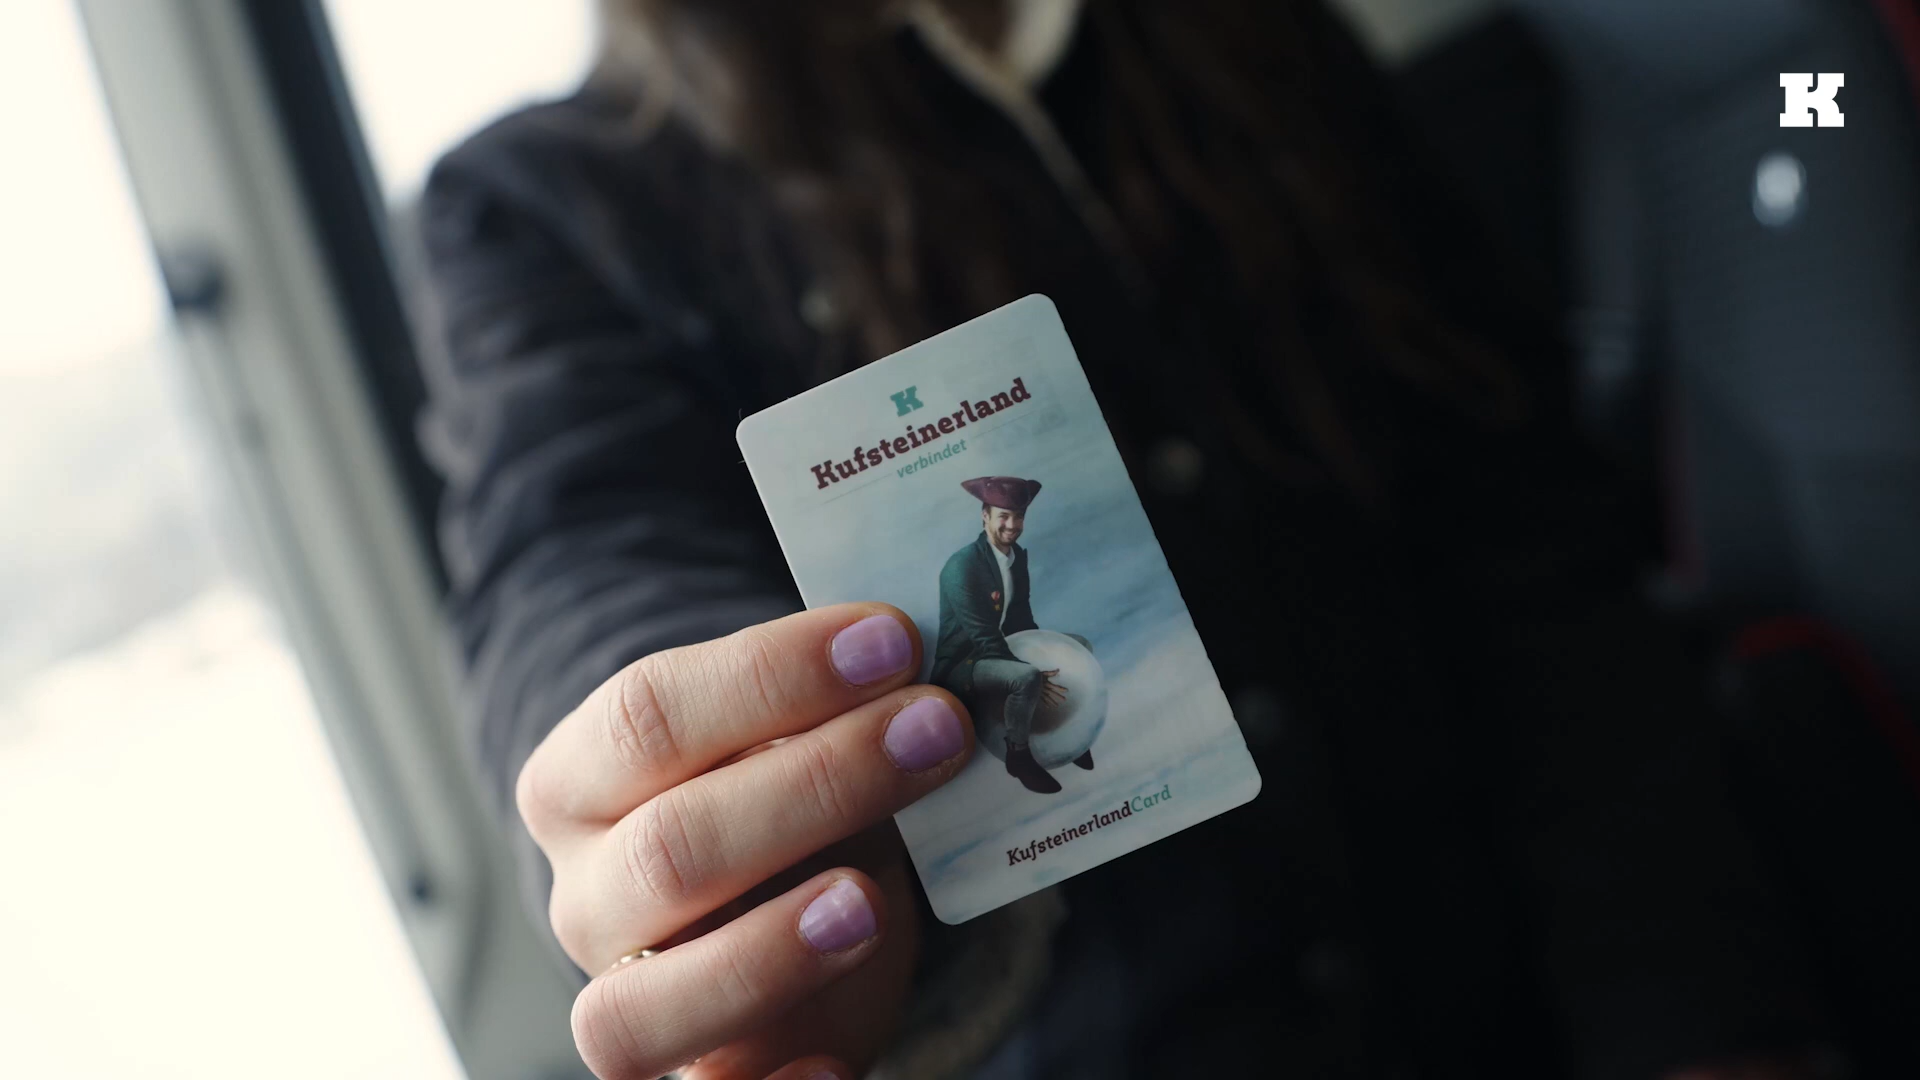 K
K
Kufsteinerland
verbindet
KufsteinerlandCard